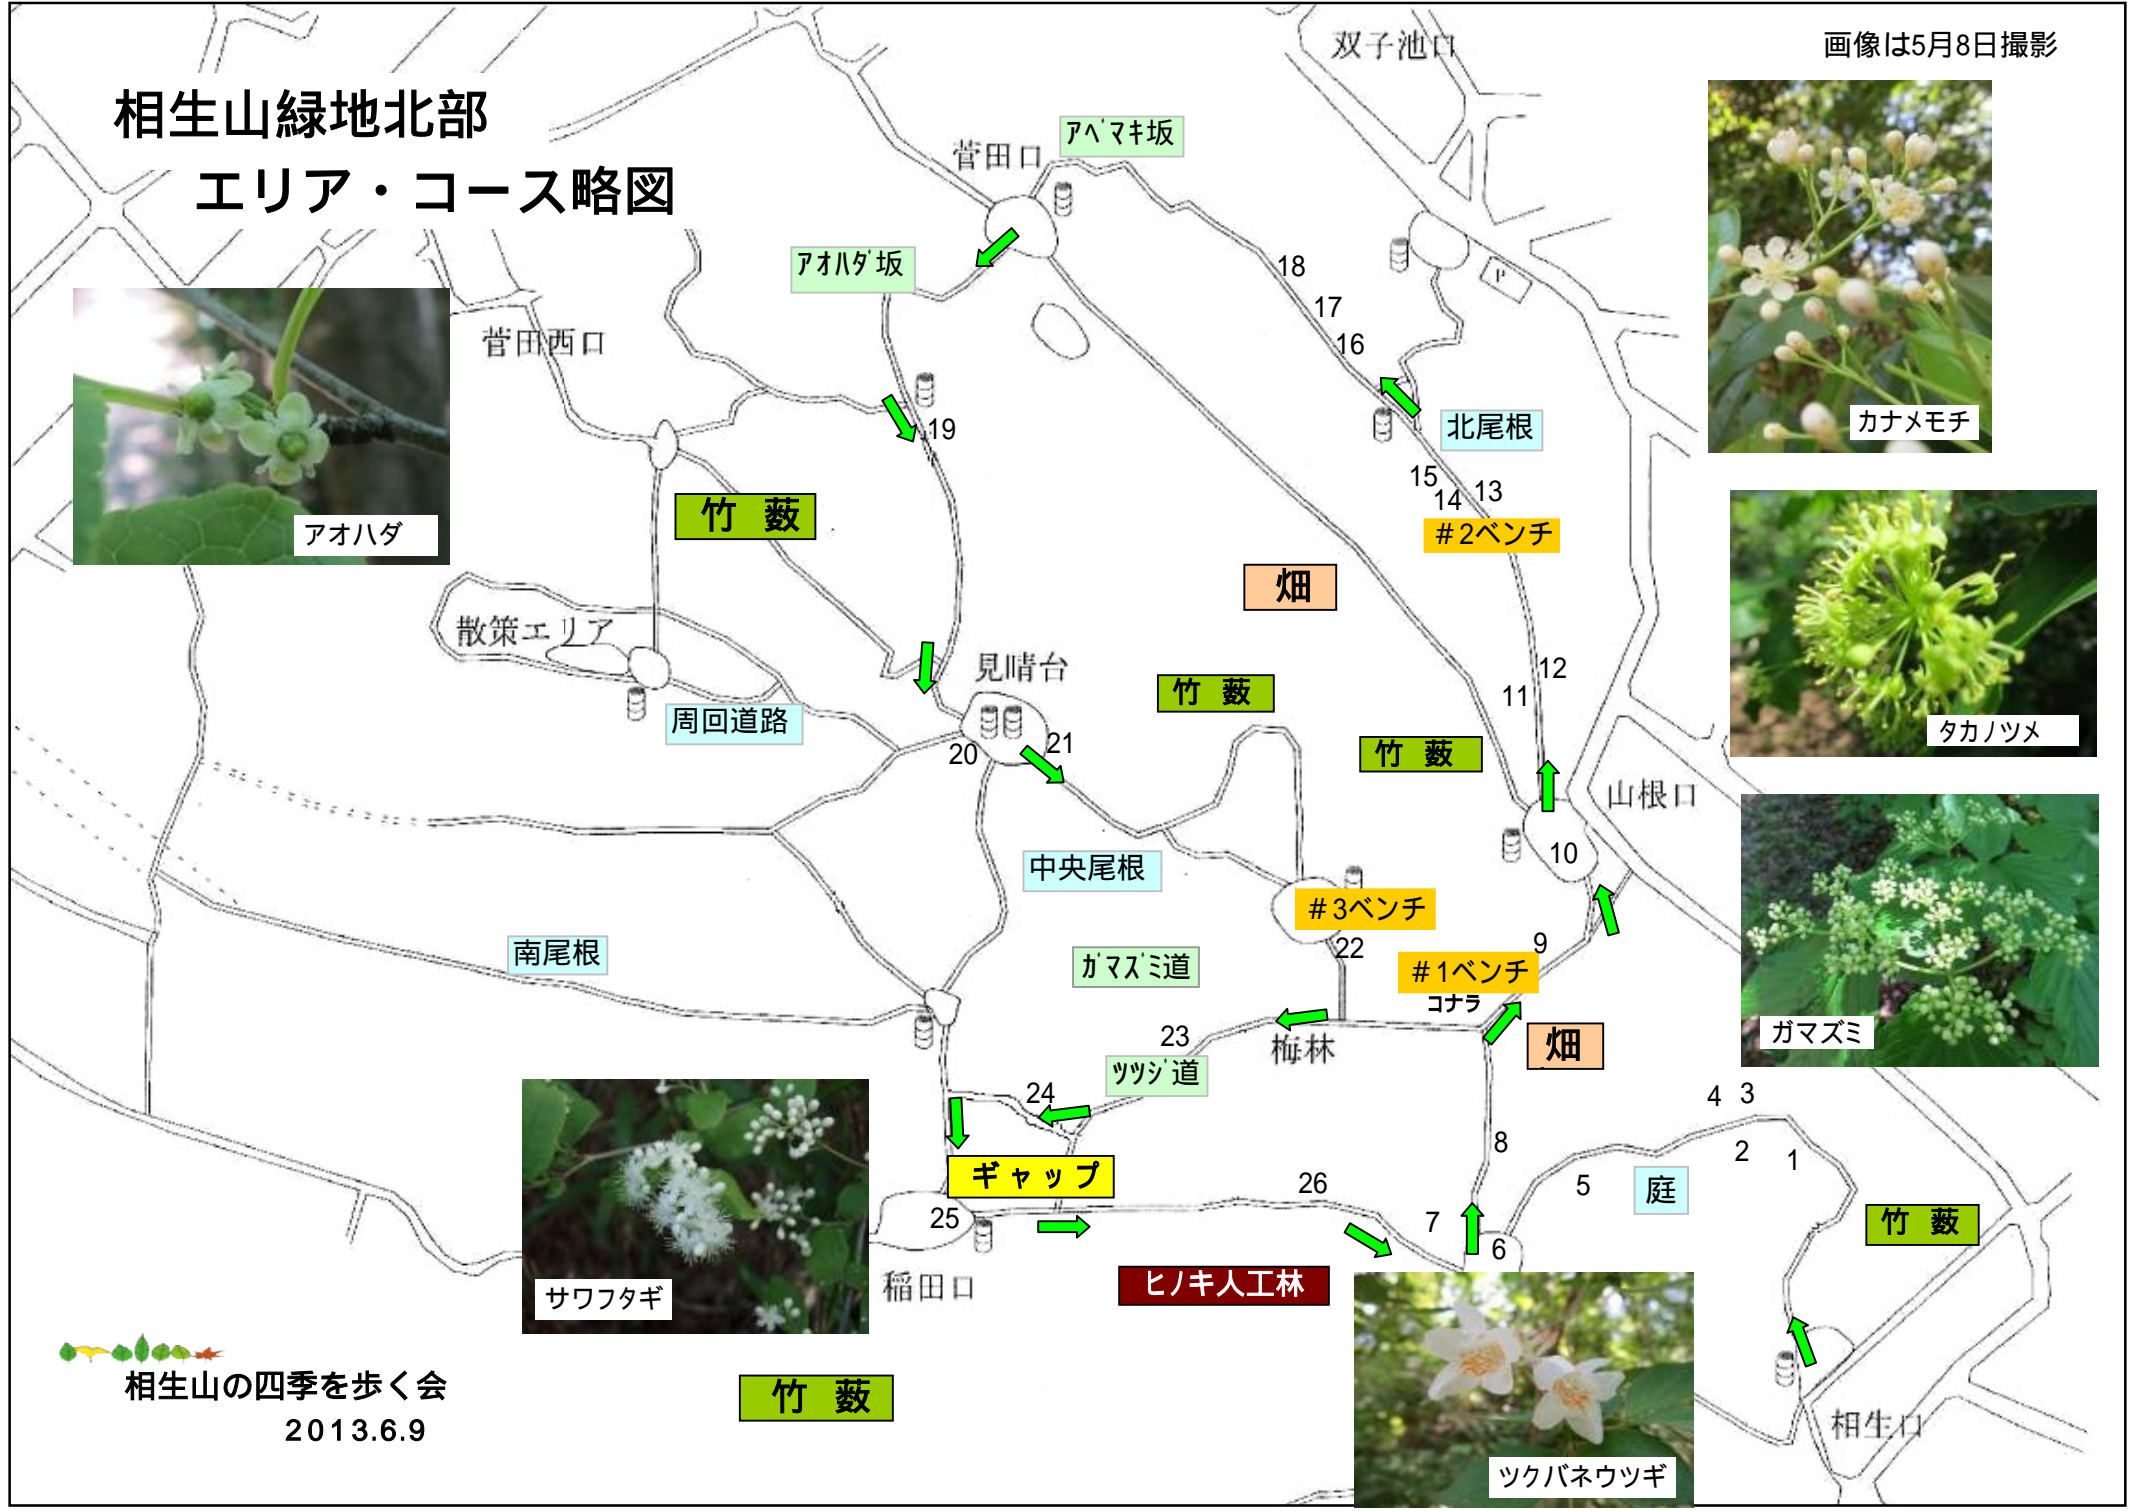 相生山緑地北部
エリア・コース略図
画像は5月8日撮影
双子池口
菅田口
アベマキ坂
アオハダ坂
菅田西口
P
カナメモチ
18
17
16
北尾根
19
15
14
13
#2ベンチ
竹 薮
アオハダ
畑
散策エリア
見晴台
竹 薮
12
11
周回道路
タカノツメ
20
21
竹 薮
山根口
10
中央尾根
#3ベンチ
22
9
南尾根
ガマズミ道
#1ベンチ
コナラ
ガマズミ
23
梅林
畑
ツツジ道
24
4
3
8
2
1
ギャップ
5
庭
26
25
7
6
竹 薮
稲田口
ヒノキ人工林
サワフタギ
相生山の四季を歩く会
2013.6.9
竹 薮
相生口
ツクバネウツギ